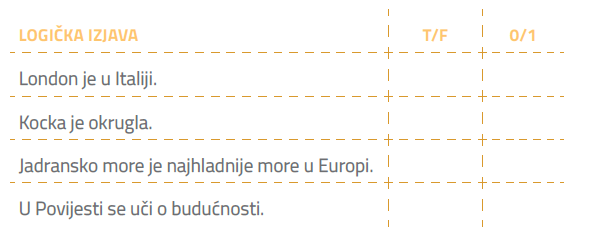 LOGIČKA IZJAVA T/F 0/1
London je u Italiji.
Kocka je okrugla.
Jadransko more je najhladnije more u Europi.
U Povijesti se uči o budućnosti.